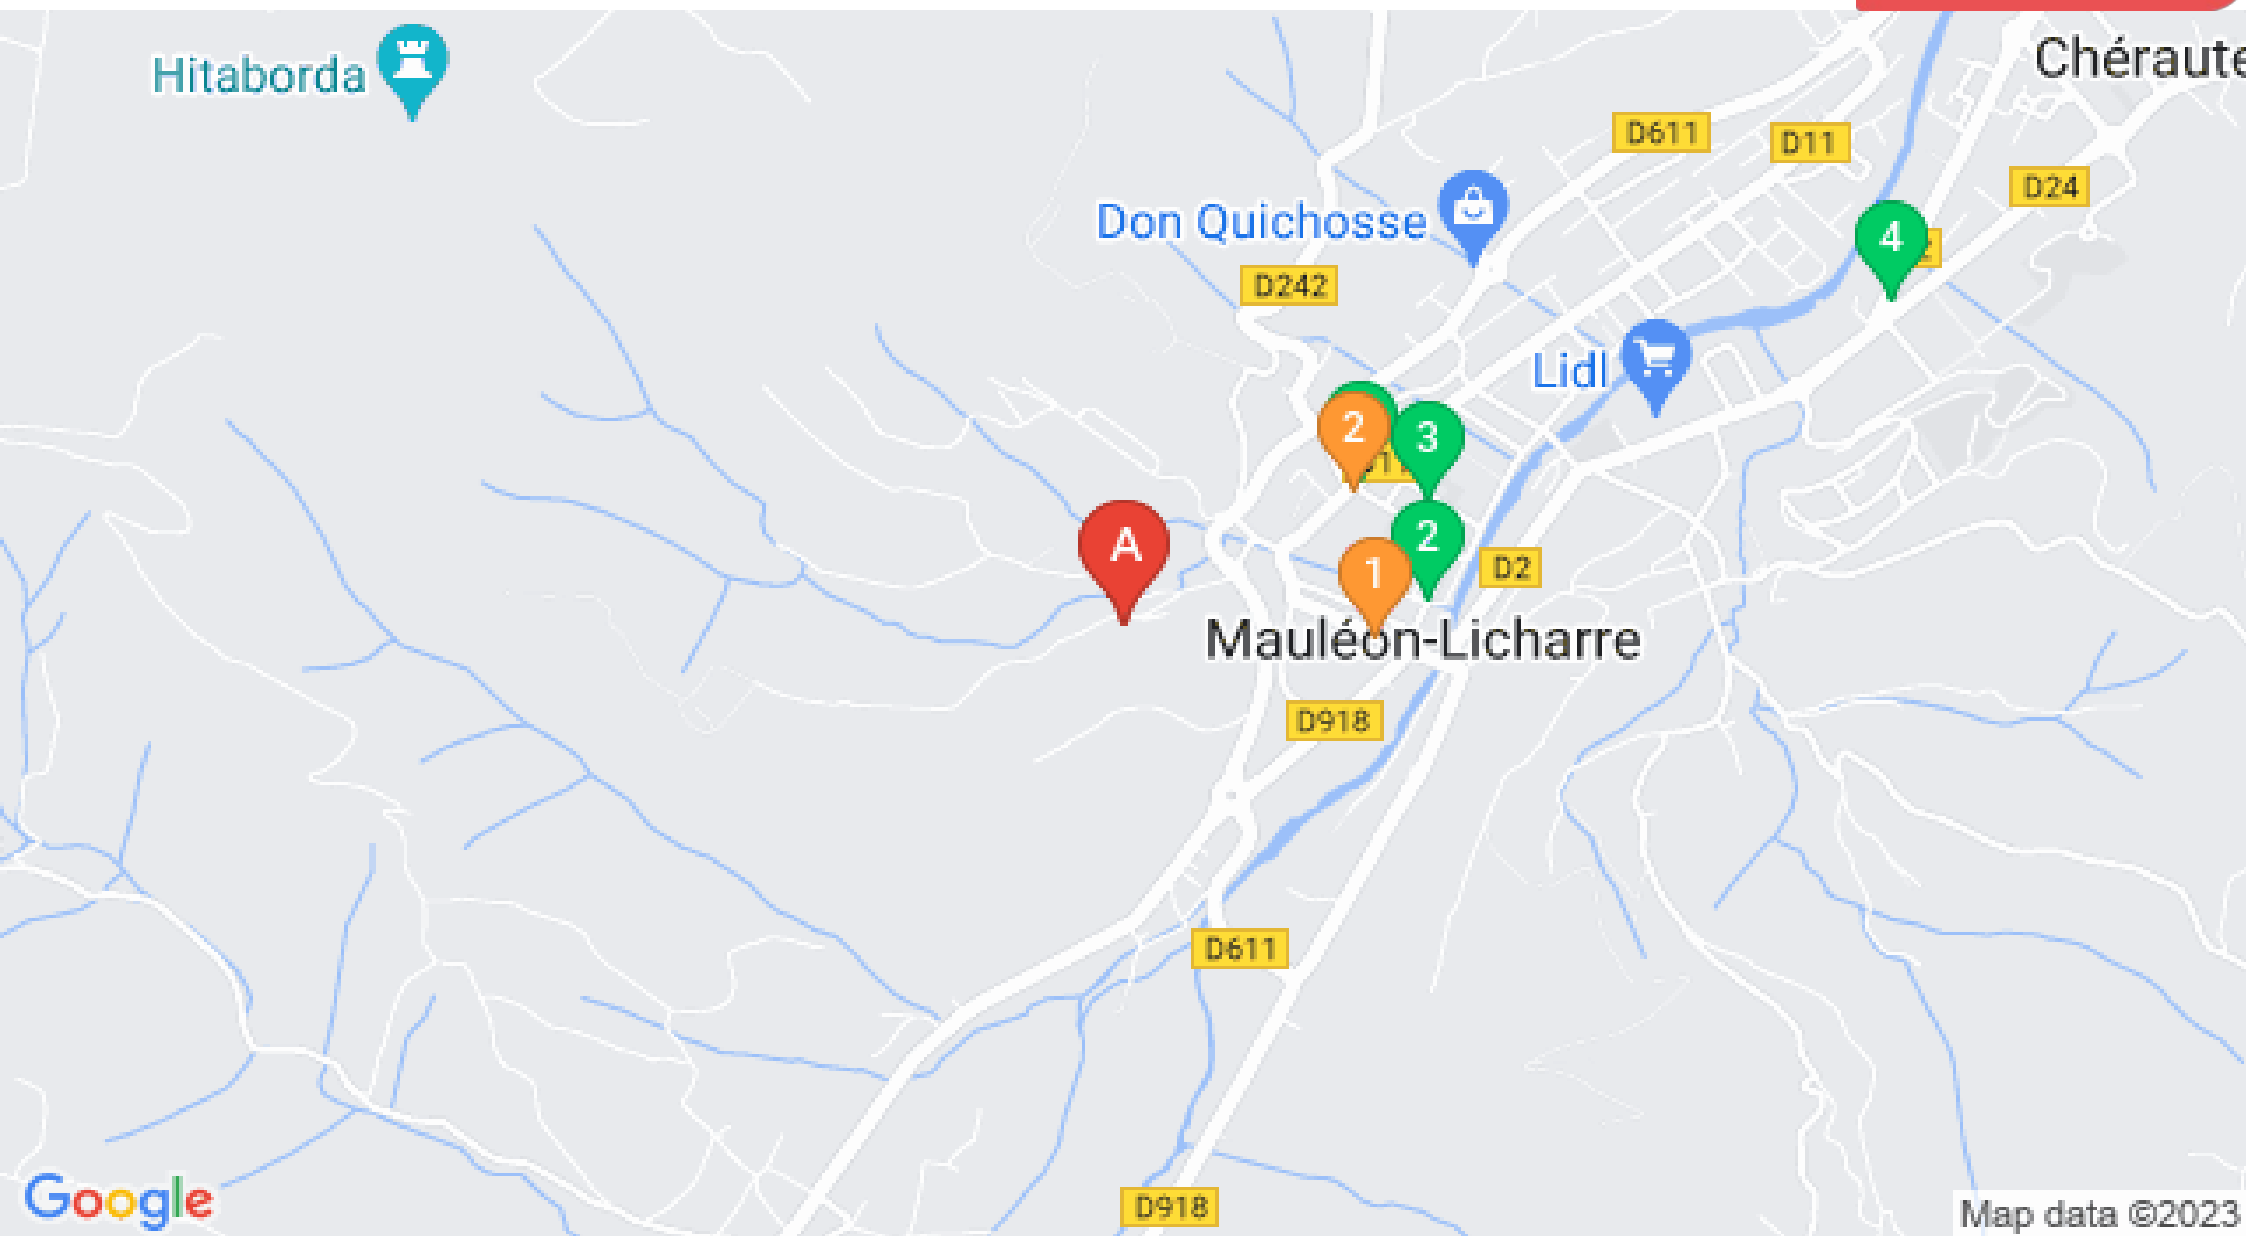 Chéraute
Hitaborda
D611
D11
D24
Don Quichosse
4
D242
Lidl
2
3
A
2
1
D2
Mauléon-Licharre
D918
D611
D918
Google
Map data ©2023